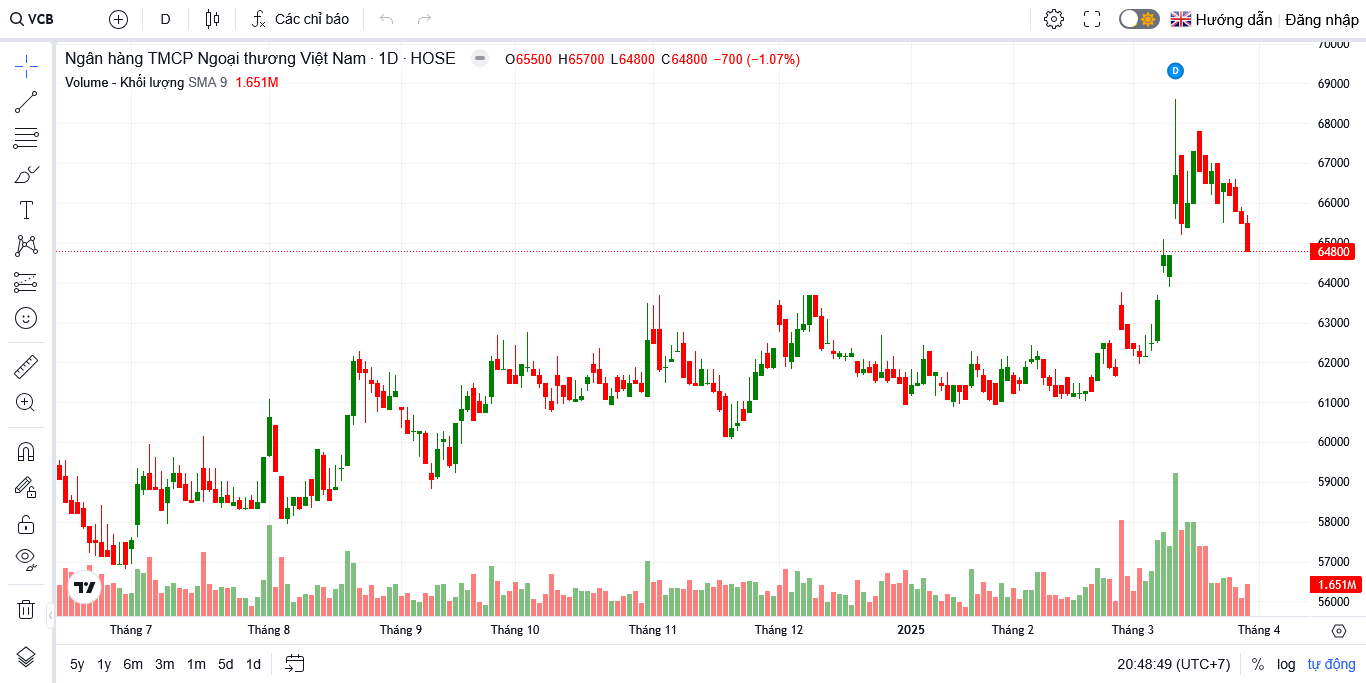 VCB D Các chỉ báo Hướng dẫn Đăng nhập
Ngân hàng TMCP Ngoại thương Việt Nam · 1D · HOSE O65500 H65700 L64800 C64800 −700 (−1.07%)
Volume - Khối lượng SMA 9 1.651M
D
70000
69000
68000
67000
66000
65000
64800
64000
63000
62000
61000
60000
59000
58000
57000
1.651M
56000
Tháng 7 Tháng 8 Tháng 9 Tháng 10 Tháng 11 Tháng 12 2025 Tháng 2 Tháng 3 Tháng 4
5y 1y 6m 3m 1m 5d 1d 20:48:49 (UTC+7) % log tự động